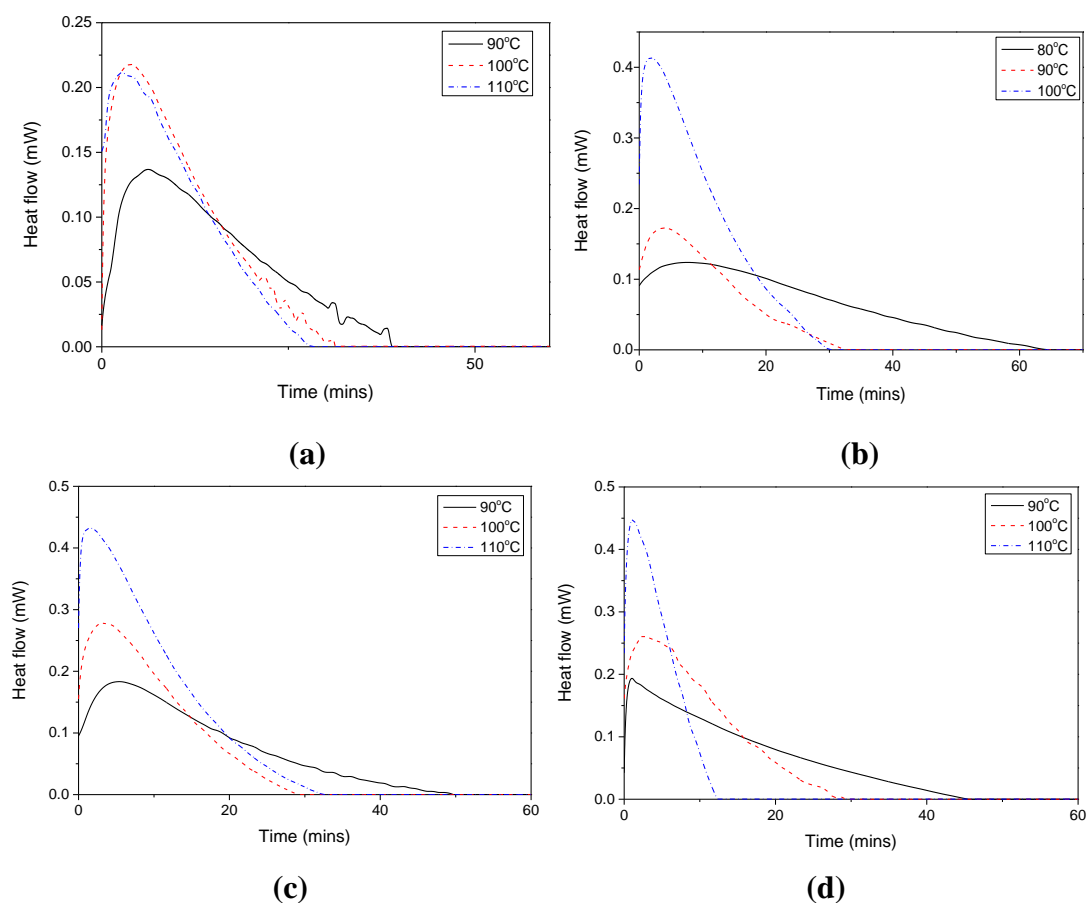 0.25
0.20
0.15
0.10
0.05
0.00
Heat flow (mW)
50
Time (mins)
90°C
100°C
110°C
(a)
0.4
0.3
0.2
0.1
0.0
Heat flow (mW)
0 20 40 60
Time (mins)
80°C
90°C
100°C
(b)
0.5
0.4
0.3
0.2
0.1
0.0
Heat flow (mW)
0 20 40 60
Time (mins)
90°C
100°C
110°C
(c)
0.5
0.4
0.3
0.2
0.1
0.0
Heat flow (mW)
0 20 40 60
Time (mins)
90°C
100°C
110°C
(d)